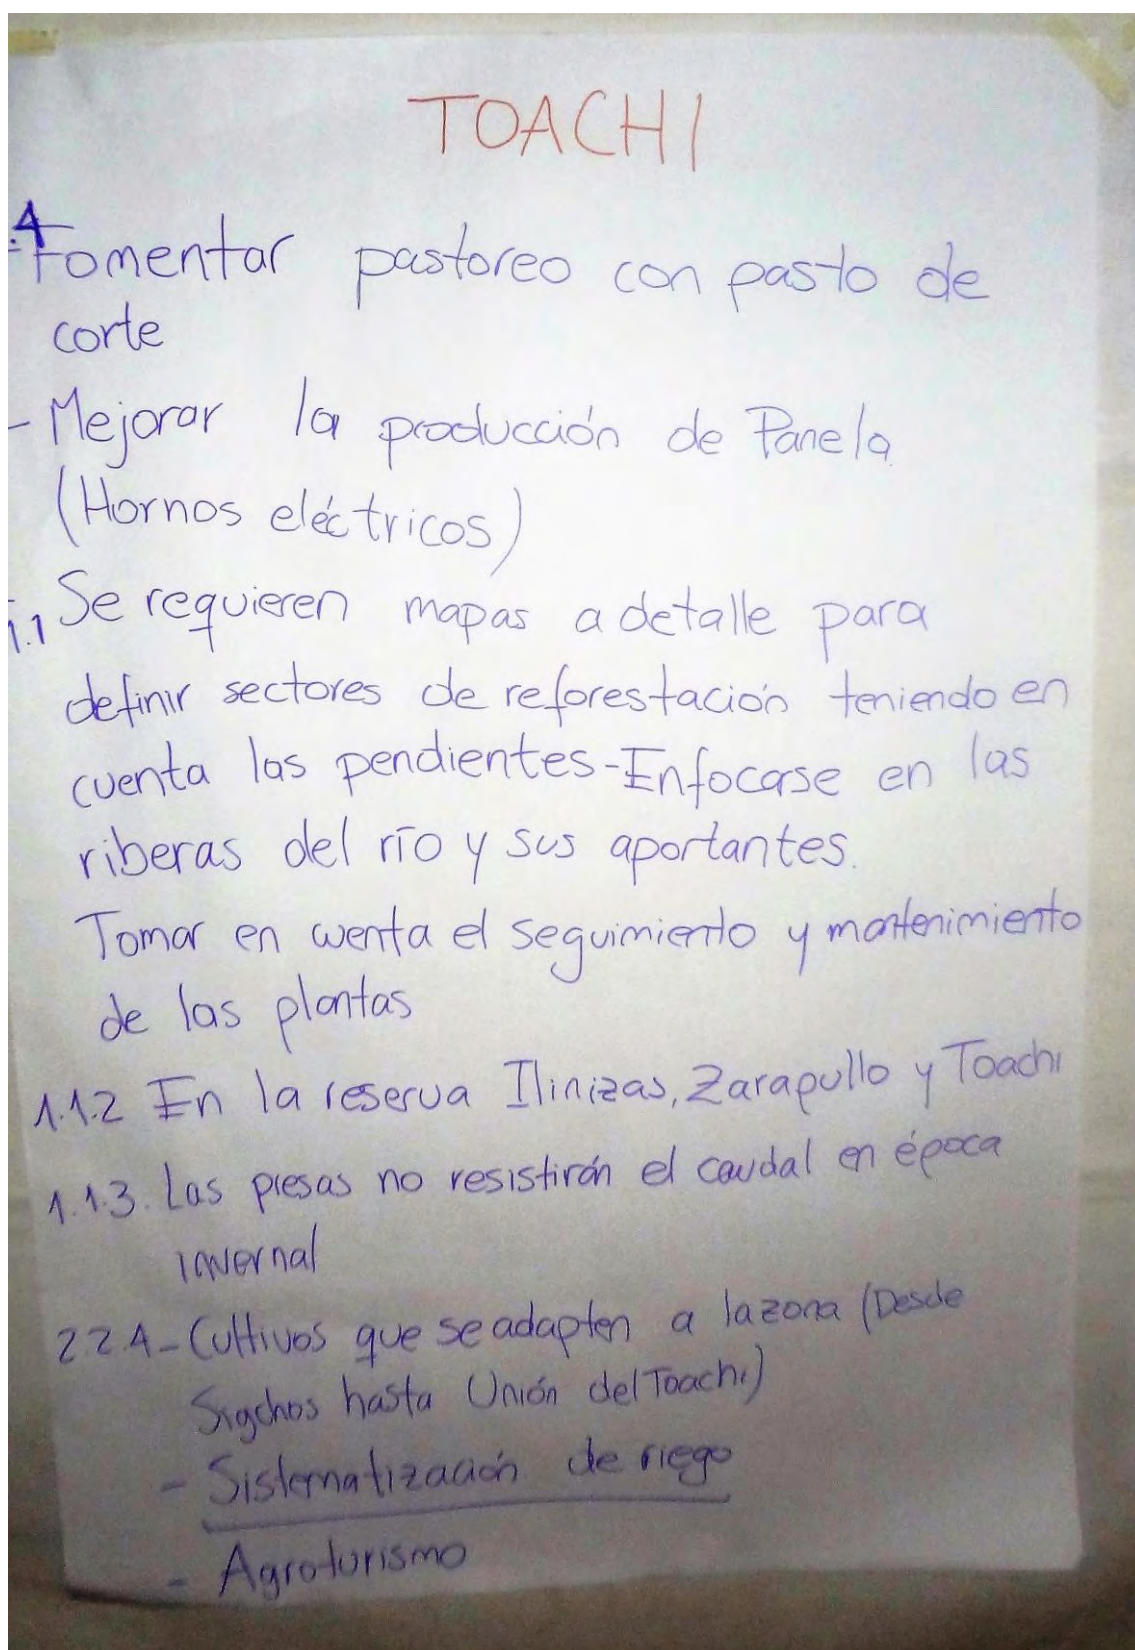 TOACHI
.4
- Fomentar pastoreo con pasto de
corte
- Mejorar la producción de Panela
(Hornos eléctricos)
1.1 Se requieren mapas a detalle para
definir sectores de reforestación teniendo en
cuenta las pendientes - Enfocase en las
riberas del río y sus aportantes.
Tomar en cuenta el seguimiento y mantenimiento
de las plantas
1.1.2 En la reserva Ilinizas, Zarapullo y Toachi
1.1.3. Las presas no resistirán el caudal en época
invernal
2.2.4 - Cultivos que se adapten a la zona (Desde
Sigchos hasta Unión del Toachi)
- Sistematización de riego
- Agroturismo